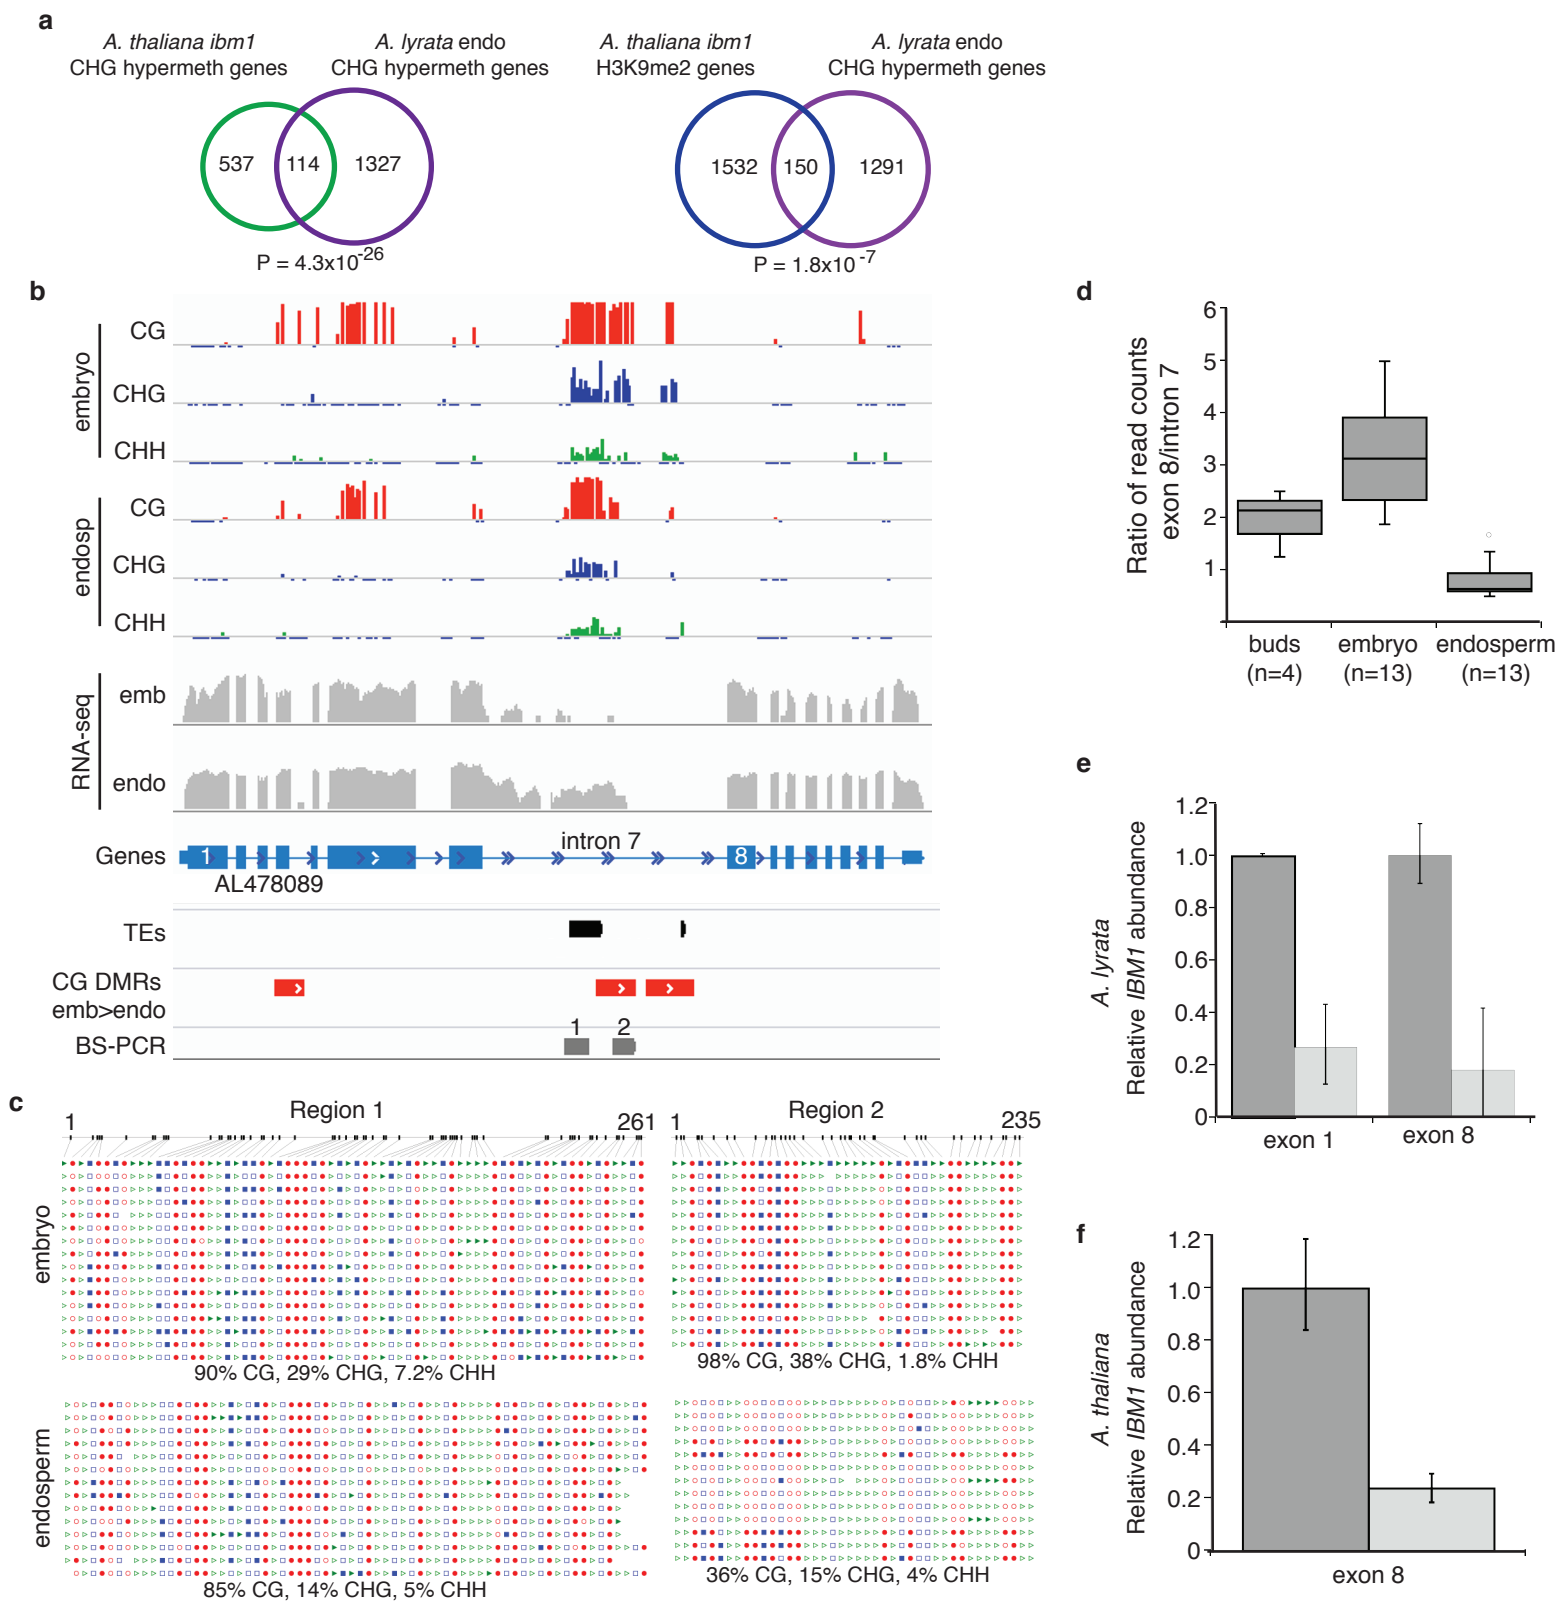 a
A. thaliana ibm1
CHG hypermeth genes
A. lyrata endo
CHG hypermeth genes
A. thaliana ibm1
H3K9me2 genes
A. lyrata endo
CHG hypermeth genes
537
114
1327
1532
150
1291
P = 4.3x10-26
P = 1.8x10-7
b
embryo
CG
CHG
CHH
endosp
CG
CHG
CHH
RNA-seq
emb
endo
Genes
1
intron 7
8
AL478089
TEs
CG DMRs
emb>endo
1
2
BS-PCR
c
Region 1
1
261
Region 2
1
235
embryo
90% CG, 29% CHG, 7.2% CHH
98% CG, 38% CHG, 1.8% CHH
endosperm
85% CG, 14% CHG, 5% CHH
36% CG, 15% CHG, 4% CHH
d
Ratio of read counts
exon 8/intron 7
6
5
4
3
2
1
buds
(n=4)
embryo
(n=13)
endosperm
(n=13)
e
A. lyrata
Relative IBM1 abundance
1.2
1.0
0.8
0.6
0.4
0.2
0
exon 1
exon 8
f
A. thaliana
Relative IBM1 abundance
1.2
1.0
0.8
0.6
0.4
0.2
0
exon 8